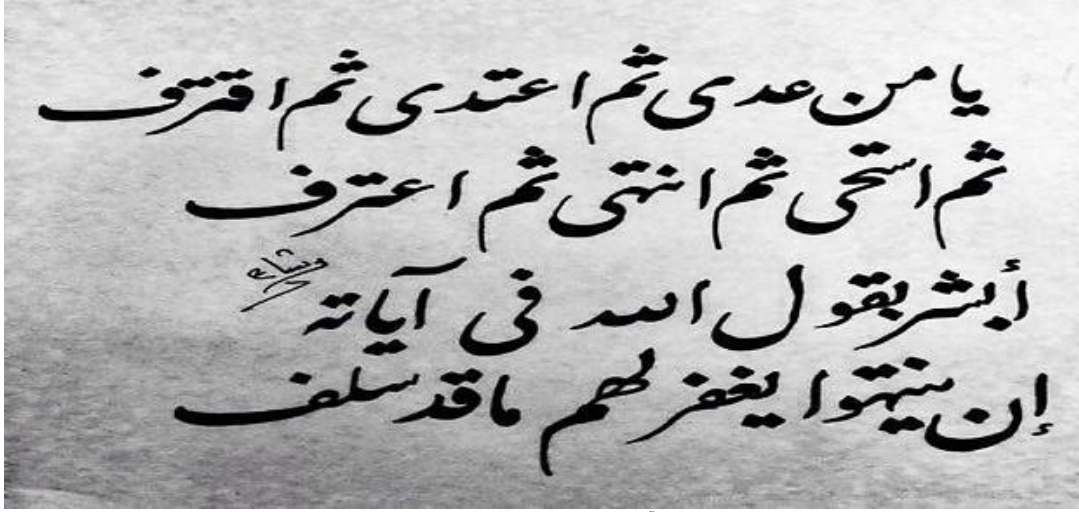 يا من عدى ثم اعتدى ثم اقترف
ثم استحى ثم انتهى ثم اعترف
أبشر بقول الله فى آياته
إن ينتهوا يغفر لهم ما قد سلف